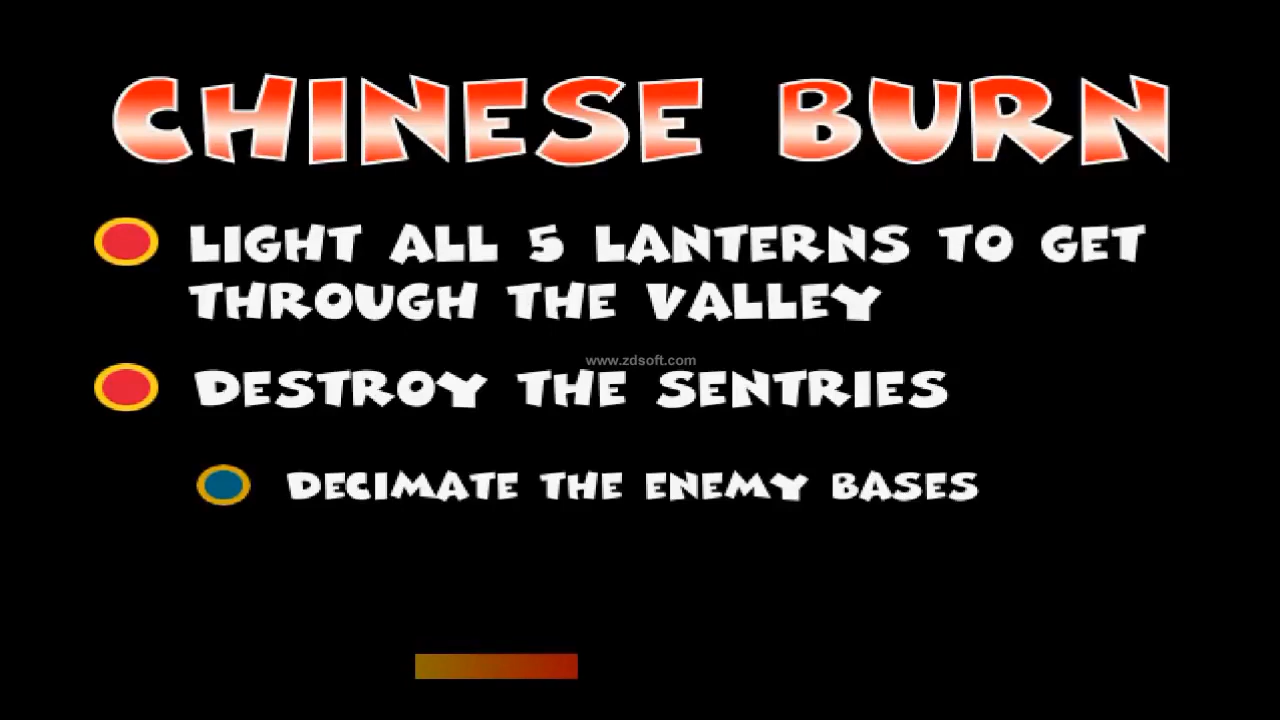 CHINESE BURN
LIGHT ALL 5 LANTERNS TO GET
THROUGH THE VALLEY
www.zdsoft.com
DESTROY THE SENTRIES
DECIMATE THE ENEMY BASES